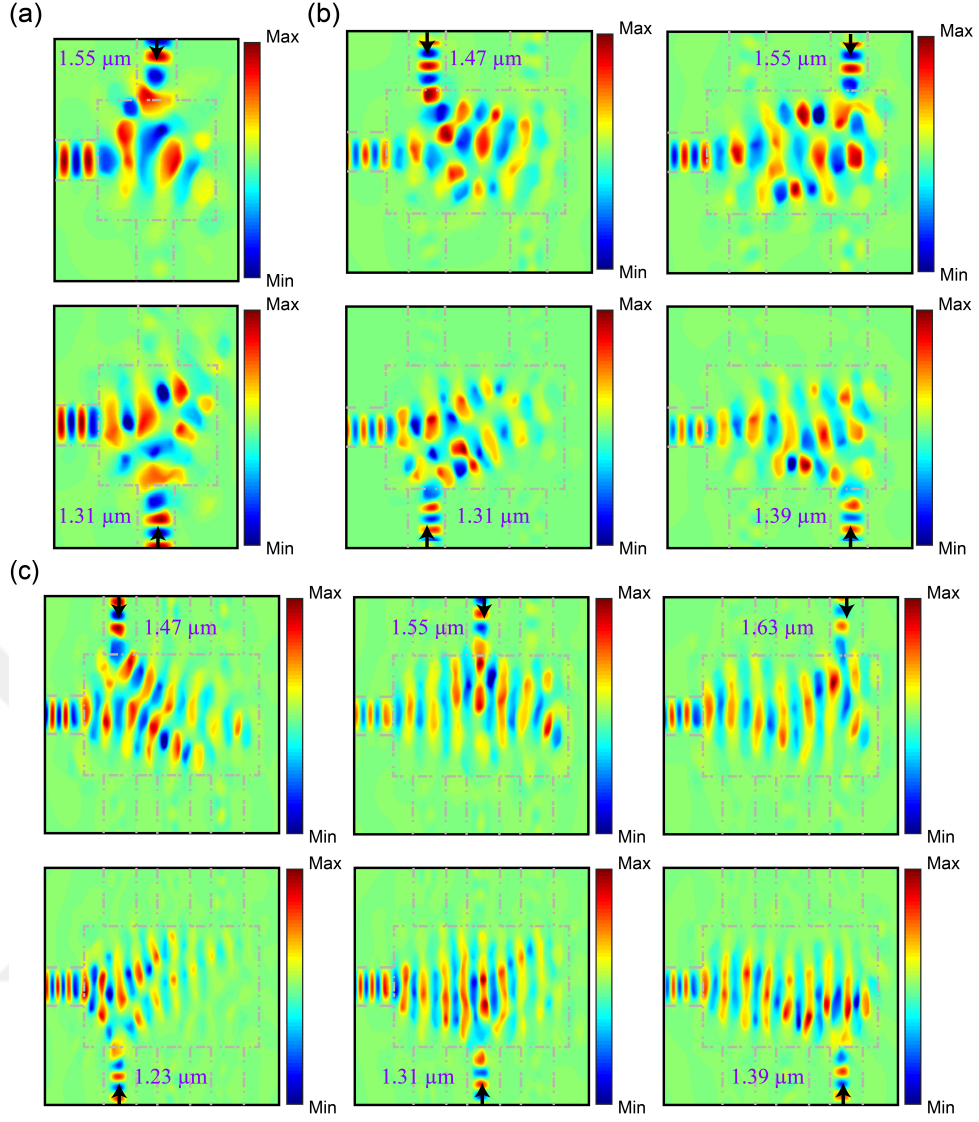 (a)
(b)
1.55 µm
Max
Min
1.47 µm
Max
Min
1.55 µm
Max
Min
1.31 µm
Max
Min
1.31 µm
Max
Min
1.39 µm
Max
Min
(c)
1.47 µm
Max
Min
1.55 µm
Max
Min
1.63 µm
Max
Min
1.23 µm
Max
Min
1.31 µm
Max
Min
1.39 µm
Max
Min